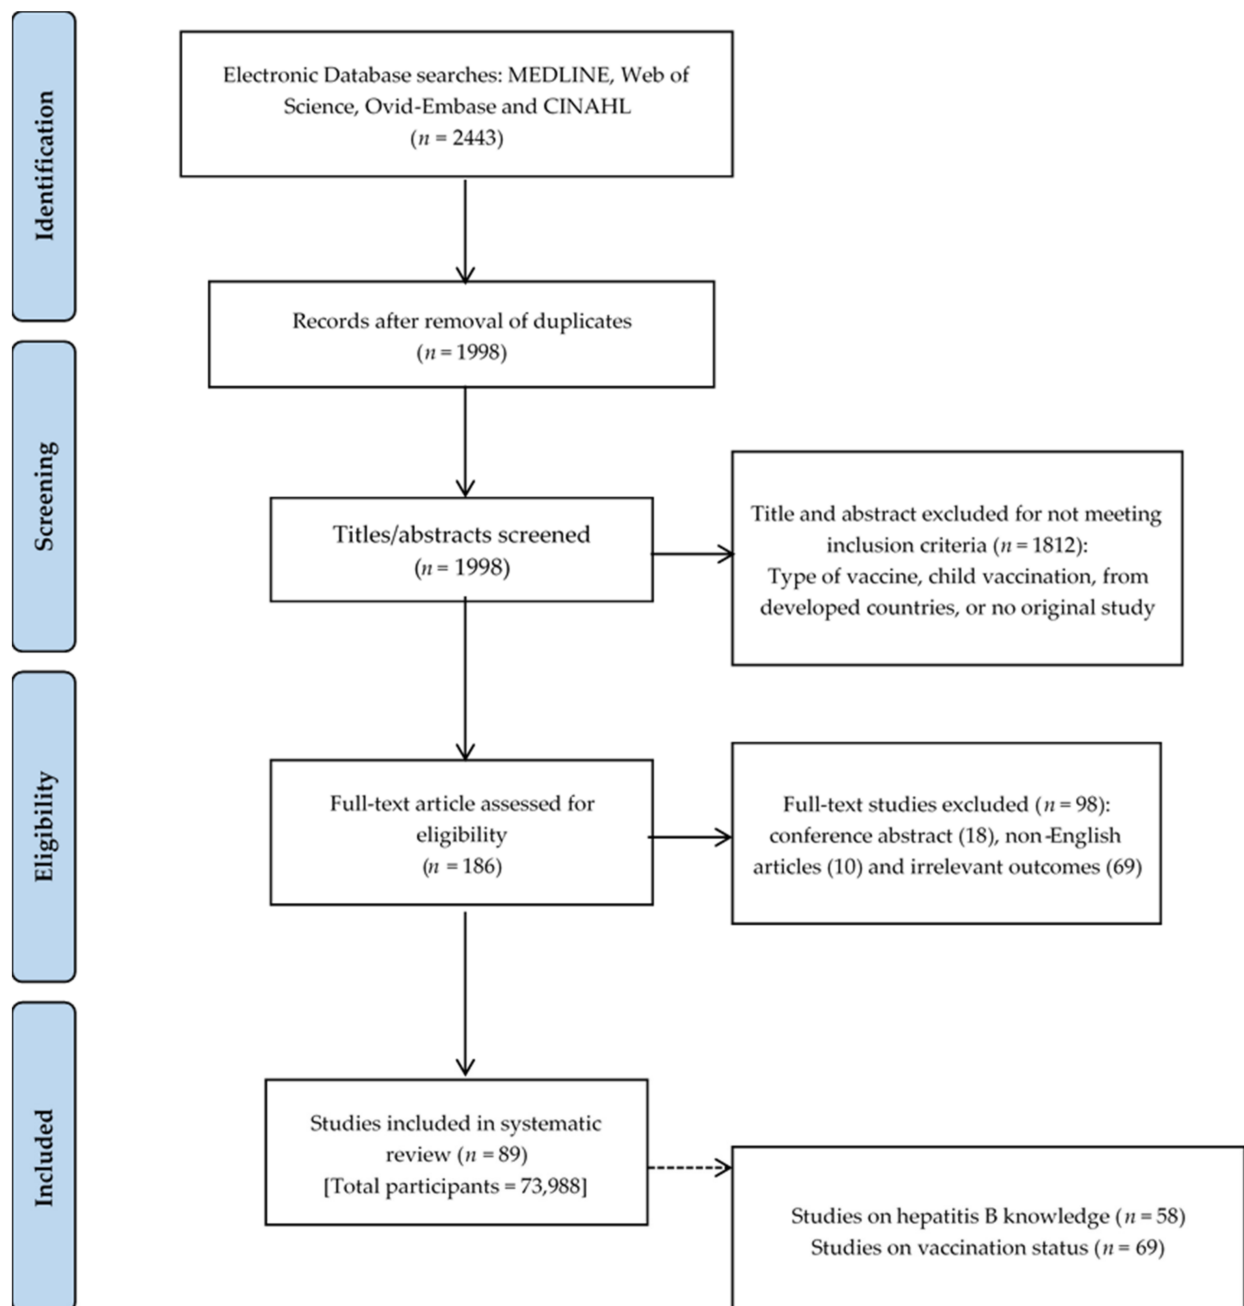 Identification
Electronic Database searches: MEDLINE, Web of
Science, Ovid-Embase and CINAHL
(n = 2443)
Records after removal of duplicates
(n = 1998)
Screening
Titles/abstracts screened
(n = 1998)
Title and abstract excluded for not meeting
inclusion criteria (n = 1812):
Type of vaccine, child vaccination, from
developed countries, or no original study
Eligibility
Full-text article assessed for
eligibility
(n = 186)
Full-text studies excluded (n = 98):
conference abstract (18), non-English
articles (10) and irrelevant outcomes (69)
Included
Studies included in systematic
review (n = 89)
[Total participants = 73,988]
Studies on hepatitis B knowledge (n = 58)
Studies on vaccination status (n = 69)